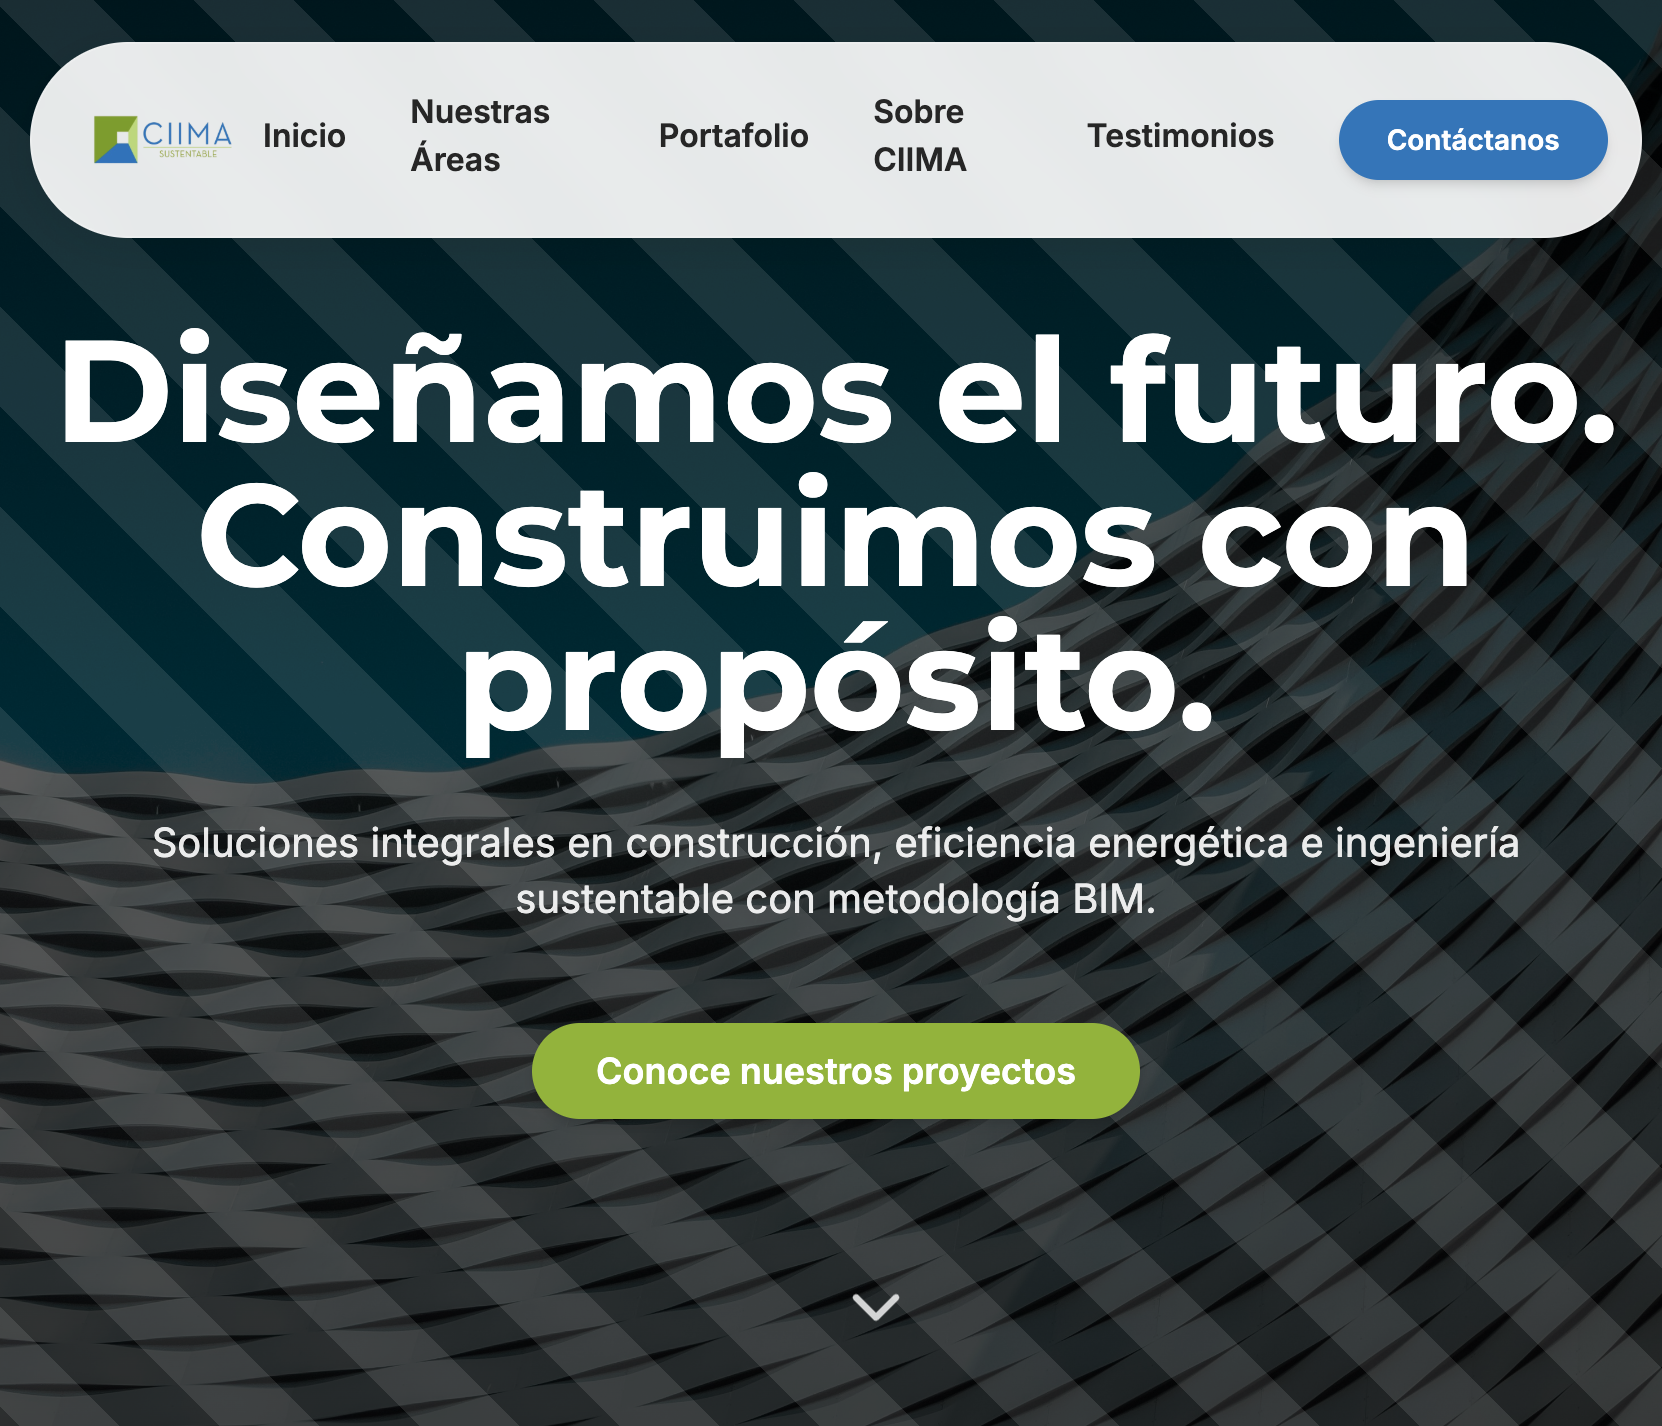 CIIMA
SUSTENTABLE
Inicio
Nuestras
Áreas
Portafolio
Sobre
CIIMA
Testimonios
Contáctanos
Diseñamos el futuro.
Construimos con
propósito.
Soluciones integrales en construcción, eficiencia energética e ingeniería
sustentable con metodología BIM.
Conoce nuestros proyectos